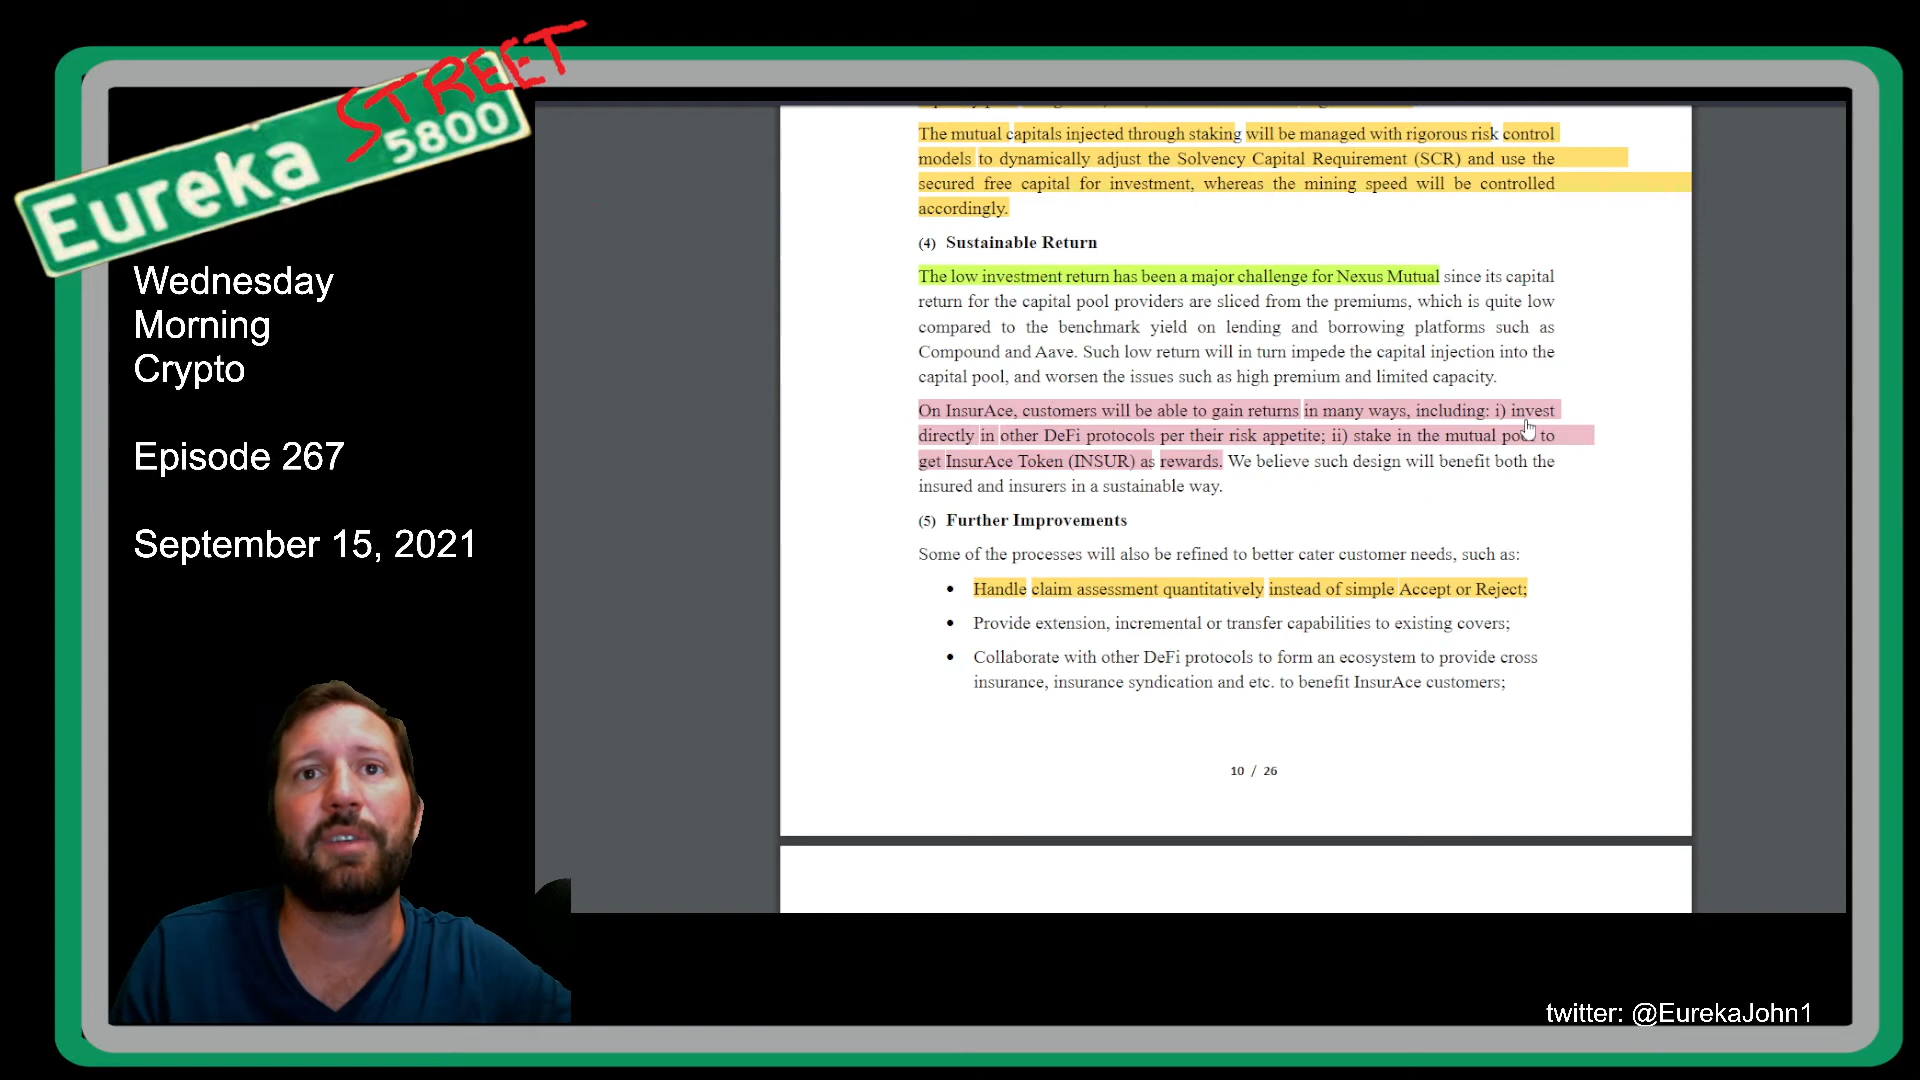 Eureka
STREET
5800
Wednesday
Morning
Crypto
Episode 267
September 15, 2021
The mutual capitals injected through staking will be managed with rigorous risk control
models to dynamically adjust the Solvency Capital Requirement (SCR) and use the
secured free capital for investment, whereas the mining speed will be controlled
accordingly.
(4) Sustainable Return
The low investment return has been a major challenge for Nexus Mutual since its capital
return for the capital pool providers are sliced from the premiums, which is quite low
compared to the benchmark yield on lending and borrowing platforms such as
Compound and Aave. Such low return will in turn impede the capital injection into the
capital pool, and worsen the issues such as high premium and limited capacity.
On InsurAce, customers will be able to gain returns in many ways, including: i) invest
directly in other DeFi protocols per their risk appetite; ii) stake in the mutual pool to
get InsurAce Token (INSUR) as rewards. We believe such design will benefit both the
insured and insurers in a sustainable way.
(5) Further Improvements
Some of the processes will also be refined to better cater customer needs, such as:
• Handle claim assessment quantitatively instead of simple Accept or Reject;
• Provide extension, incremental or transfer capabilities to existing covers;
• Collaborate with other DeFi protocols to form an ecosystem to provide cross
insurance, insurance syndication and etc. to benefit InsurAce customers;
10 / 26
twitter: @EurekaJohn1